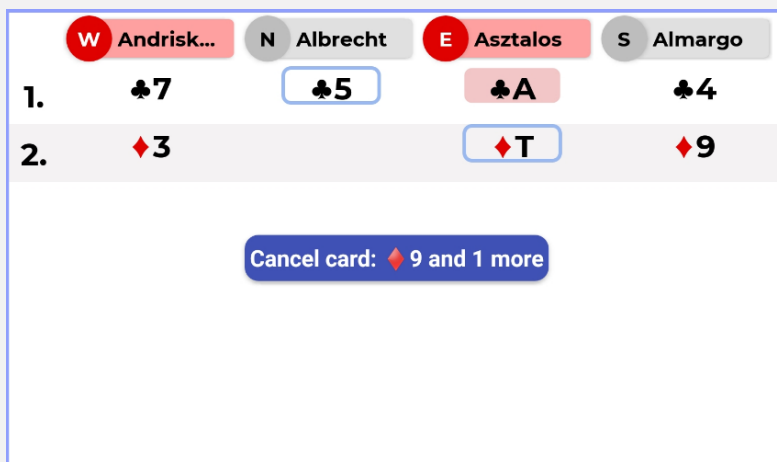 W Andrisk... N Albrecht E Asztalos S Almargo
1. ♣7 ♣5 ♣A ♣4
2. ♦3 ♦T ♦9
Cancel card: ♦9 and 1 more